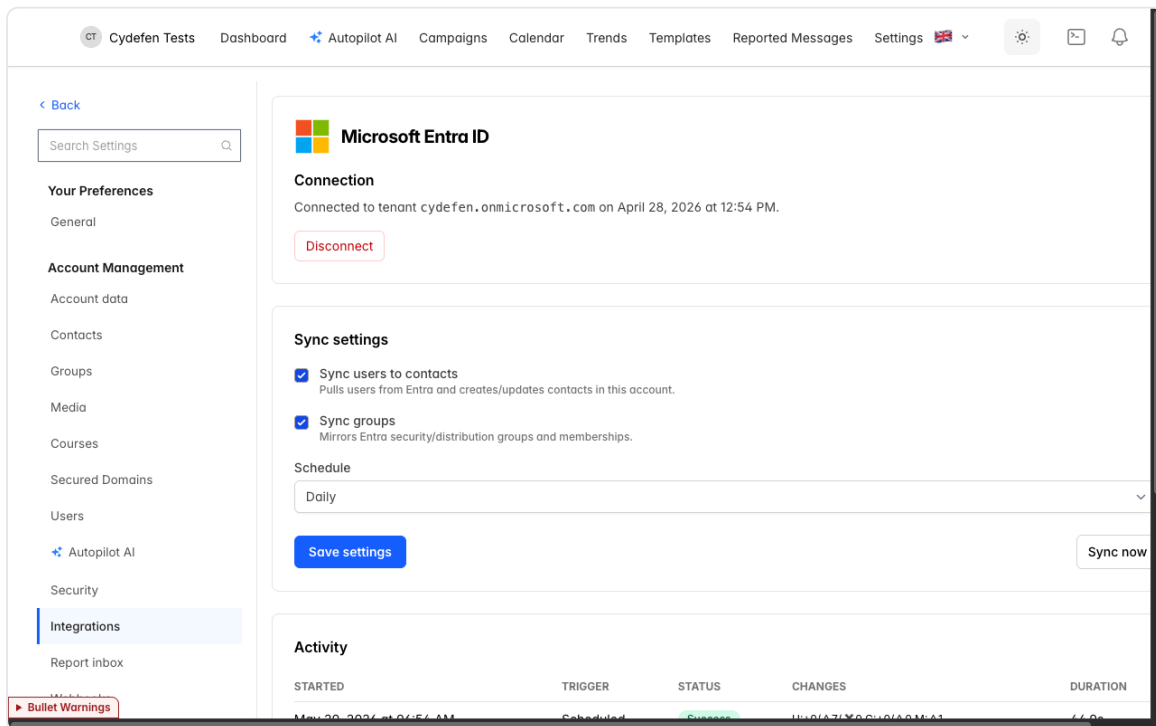 CT Cydefen Tests Dashboard Autopilot AI Campaigns Calendar Trends Templates Reported Messages Settings
Back
Search Settings
Your Preferences
General
Account Management
Account data
Contacts
Groups
Media
Courses
Secured Domains
Users
Autopilot AI
Security
Integrations
Report inbox
Bullet Warnings
Microsoft Entra ID
Connection
Connected to tenant cydefen.onmicrosoft.com on April 28, 2026 at 12:54 PM.
Disconnect
Sync settings
Sync users to contacts
Pulls users from Entra and creates/updates contacts in this account.
Sync groups
Mirrors Entra security/distribution groups and memberships.
Schedule
Daily
Save settings
Sync now
Activity
STARTED TRIGGER STATUS CHANGES DURATION
Scheduled Success